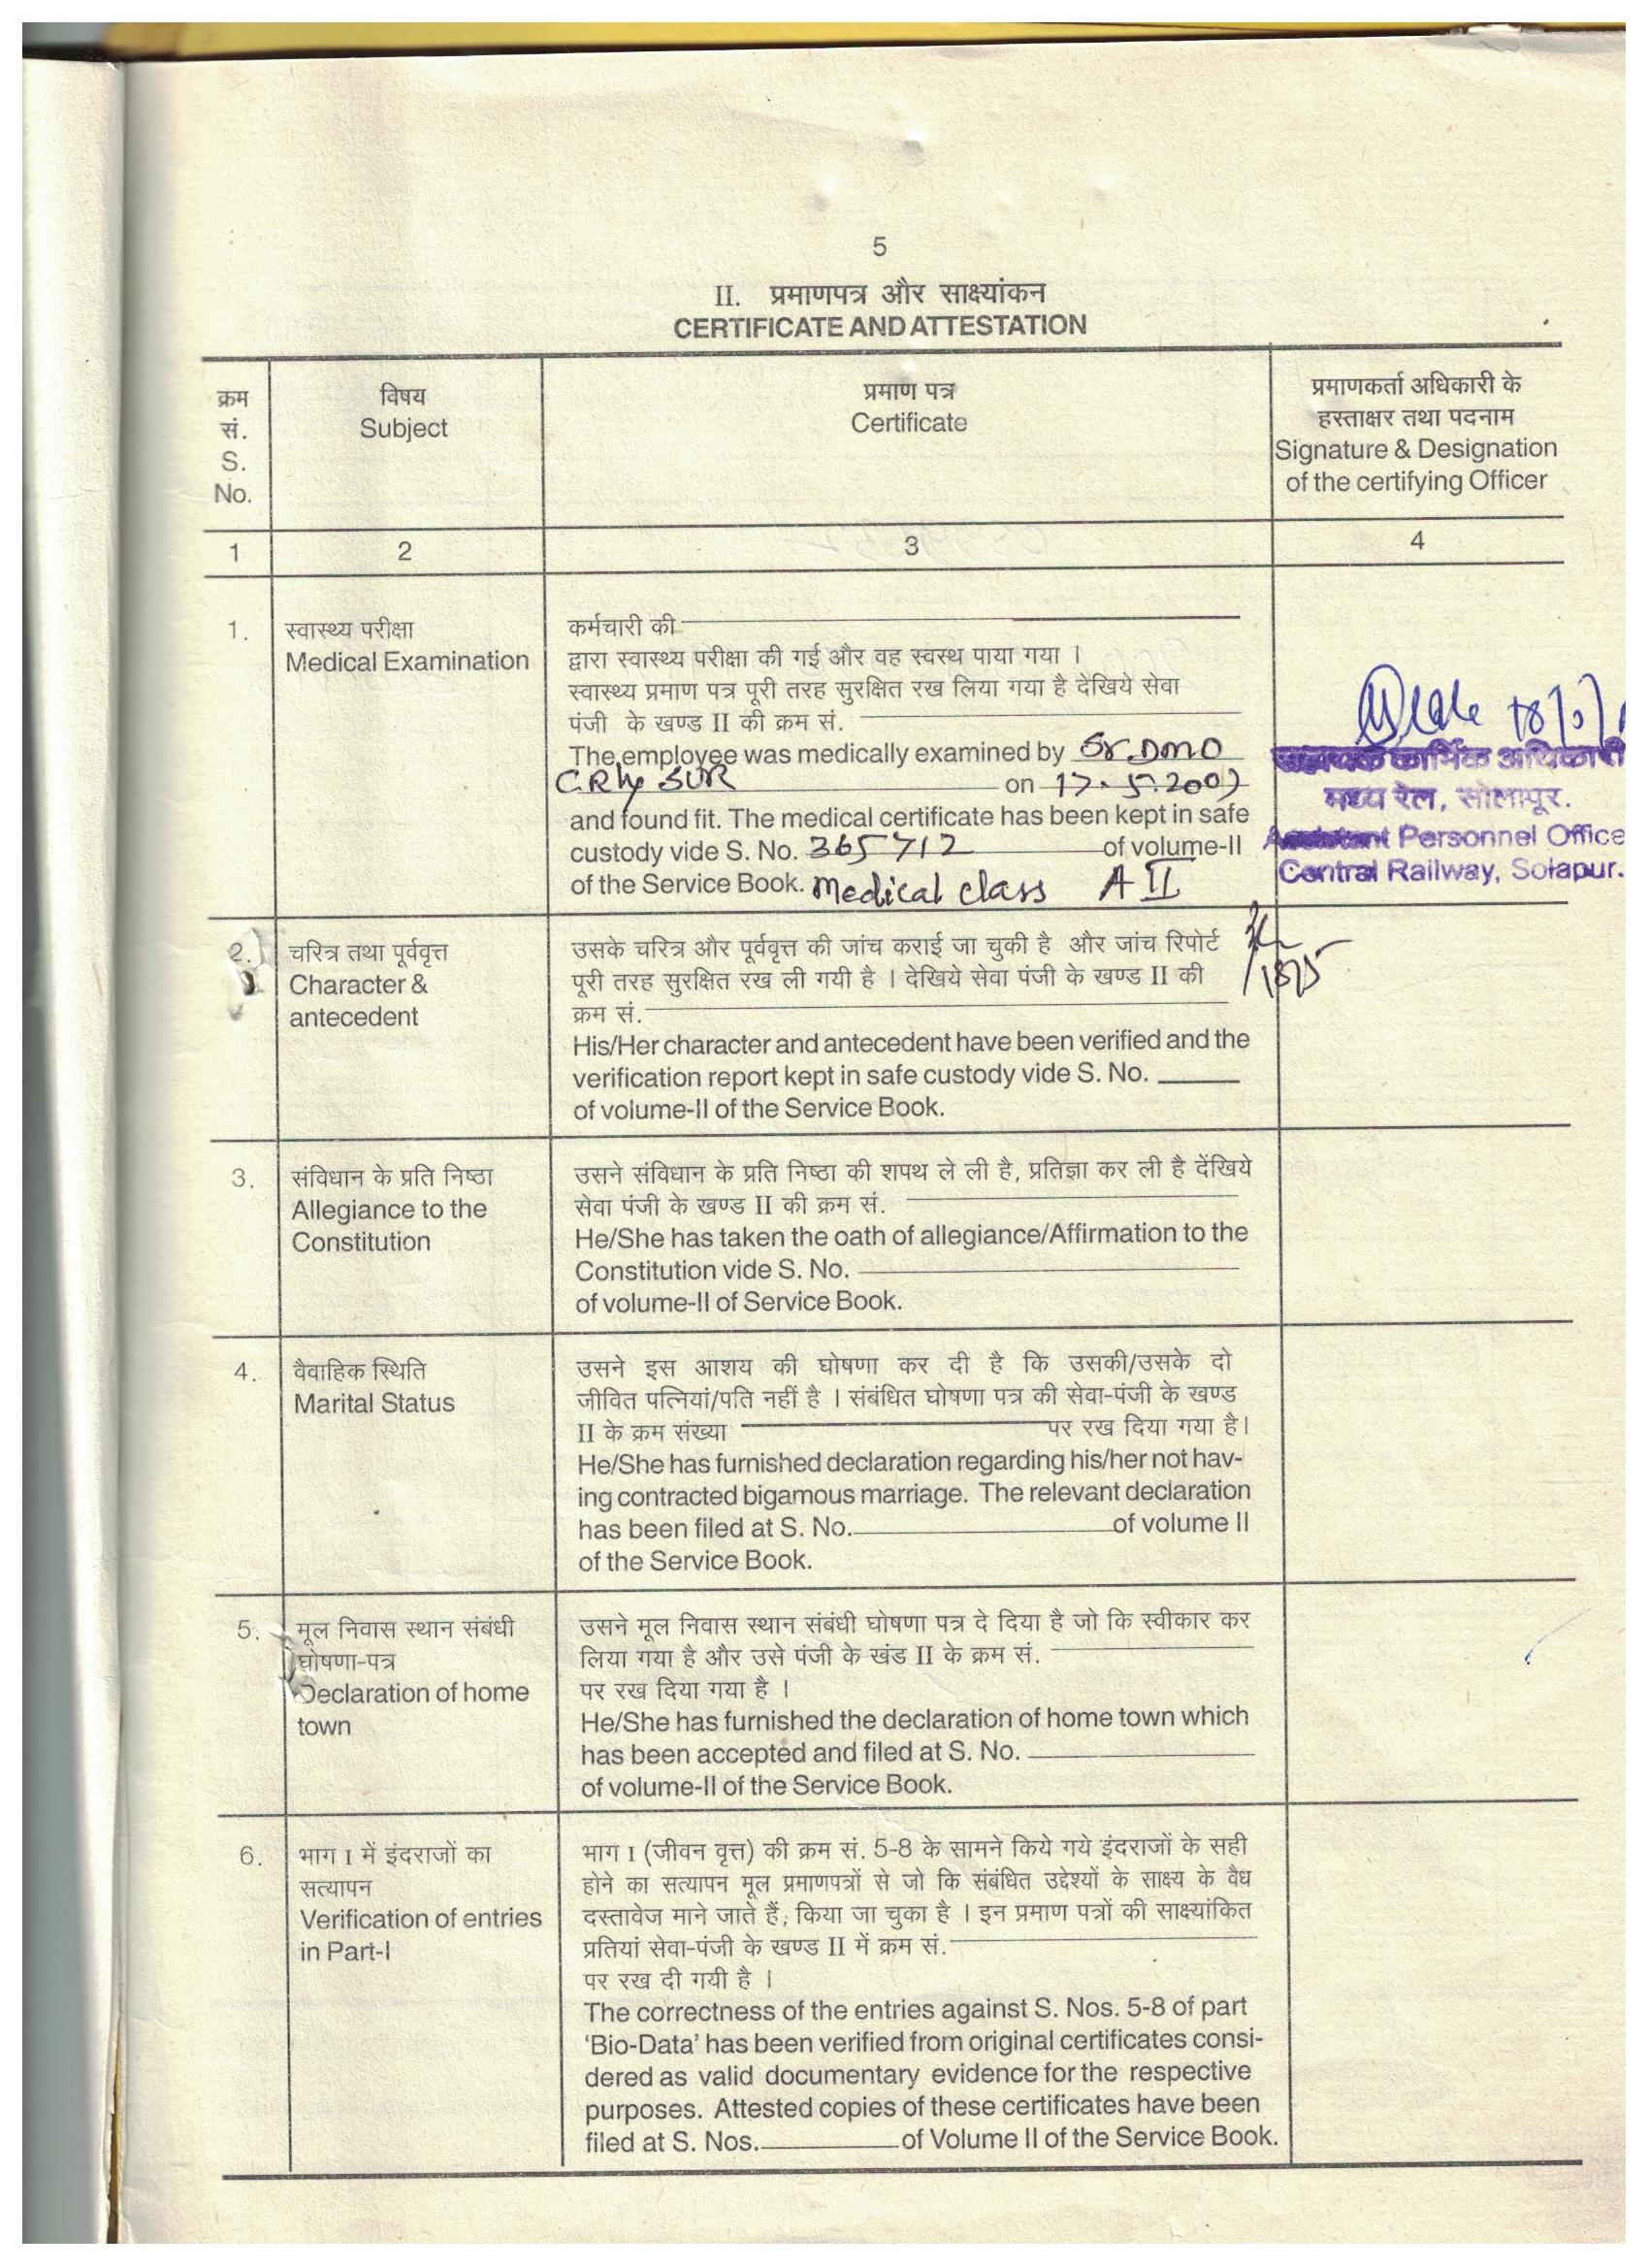 5
II. प्रमाणपत्र और साक्ष्यांकन
CERTIFICATE AND ATTESTATION
क्रम
सं.
S.
No.
विषय
Subject
प्रमाण पत्र
Certificate
प्रमाणकर्ता अधिकारी के
हस्ताक्षर तथा पदनाम
Signature & Designation
of the certifying Officer
1 2 3 4
1.
स्वास्थ्य परीक्षा
Medical Examination
कर्मचारी की
द्वारा स्वास्थ्य परीक्षा की गई और वह स्वस्थ पाया गया ।
स्वास्थ्य प्रमाण पत्र पूरी तरह सुरक्षित रख लिया गया है देखिये सेवा
पंजी के खण्ड II की क्रम सं.
The employee was medically examined by Sr. DMO
C.Rly SUR on 17.5.2007
and found fit. The medical certificate has been kept in safe
custody vide S. No. 365712 of volume-II
of the Service Book. Medical class A II
कार्मिक अधिकारी
मध्य रेल, सोलापूर.
Personnel Office
Central Railway, Solapur.
2.
चरित्र तथा पूर्ववृत्त
Character &
antecedent
उसके चरित्र और पूर्ववृत्त की जांच कराई जा चुकी है और जांच रिपोर्ट
पूरी तरह सुरक्षित रख ली गयी है । देखिये सेवा पंजी के खण्ड II की
क्रम सं.
His/Her character and antecedent have been verified and the
verification report kept in safe custody vide S. No.
of volume-II of the Service Book.
3.
संविधान के प्रति निष्ठा
Allegiance to the
Constitution
उसने संविधान के प्रति निष्ठा की शपथ ले ली है, प्रतिज्ञा कर ली है देंखिये
सेवा पंजी के खण्ड II की क्रम सं.
He/She has taken the oath of allegiance/Affirmation to the
Constitution vide S. No.
of volume-II of Service Book.
4.
वैवाहिक स्थिति
Marital Status
उसने इस आशय की घोषणा कर दी है कि उसकी/उसके दो
जीवित पत्नियां/पति नहीं है । संबंधित घोषणा पत्र की सेवा-पंजी के खण्ड
II के क्रम संख्या पर रख दिया गया है।
He/She has furnished declaration regarding his/her not hav-
ing contracted bigamous marriage. The relevant declaration
has been filed at S. No. of volume II
of the Service Book.
5.
मूल निवास स्थान संबंधी
घोषणा-पत्र
Declaration of home
town
उसने मूल निवास स्थान संबंधी घोषणा पत्र दे दिया है जो कि स्वीकार कर
लिया गया है और उसे पंजी के खंड II के क्रम सं.
पर रख दिया गया है ।
He/She has furnished the declaration of home town which
has been accepted and filed at S. No.
of volume-II of the Service Book.
6.
भाग I में इंदराजों का
सत्यापन
Verification of entries
in Part-I
भाग I (जीवन वृत्त) की क्रम सं. 5-8 के सामने किये गये इंदराजों के सही
होने का सत्यापन मूल प्रमाणपत्रों से जो कि संबंधित उद्देश्यों के साक्ष्य के वैध
दस्तावेज माने जाते हैं, किया जा चुका है । इन प्रमाण पत्रों की साक्ष्यांकित
प्रतियां सेवा-पंजी के खण्ड II में क्रम सं.
पर रख दी गयी है ।
The correctness of the entries against S. Nos. 5-8 of part
‘Bio-Data’ has been verified from original certificates consi-
dered as valid documentary evidence for the respective
purposes. Attested copies of these certificates have been
filed at S. Nos. of Volume II of the Service Book.